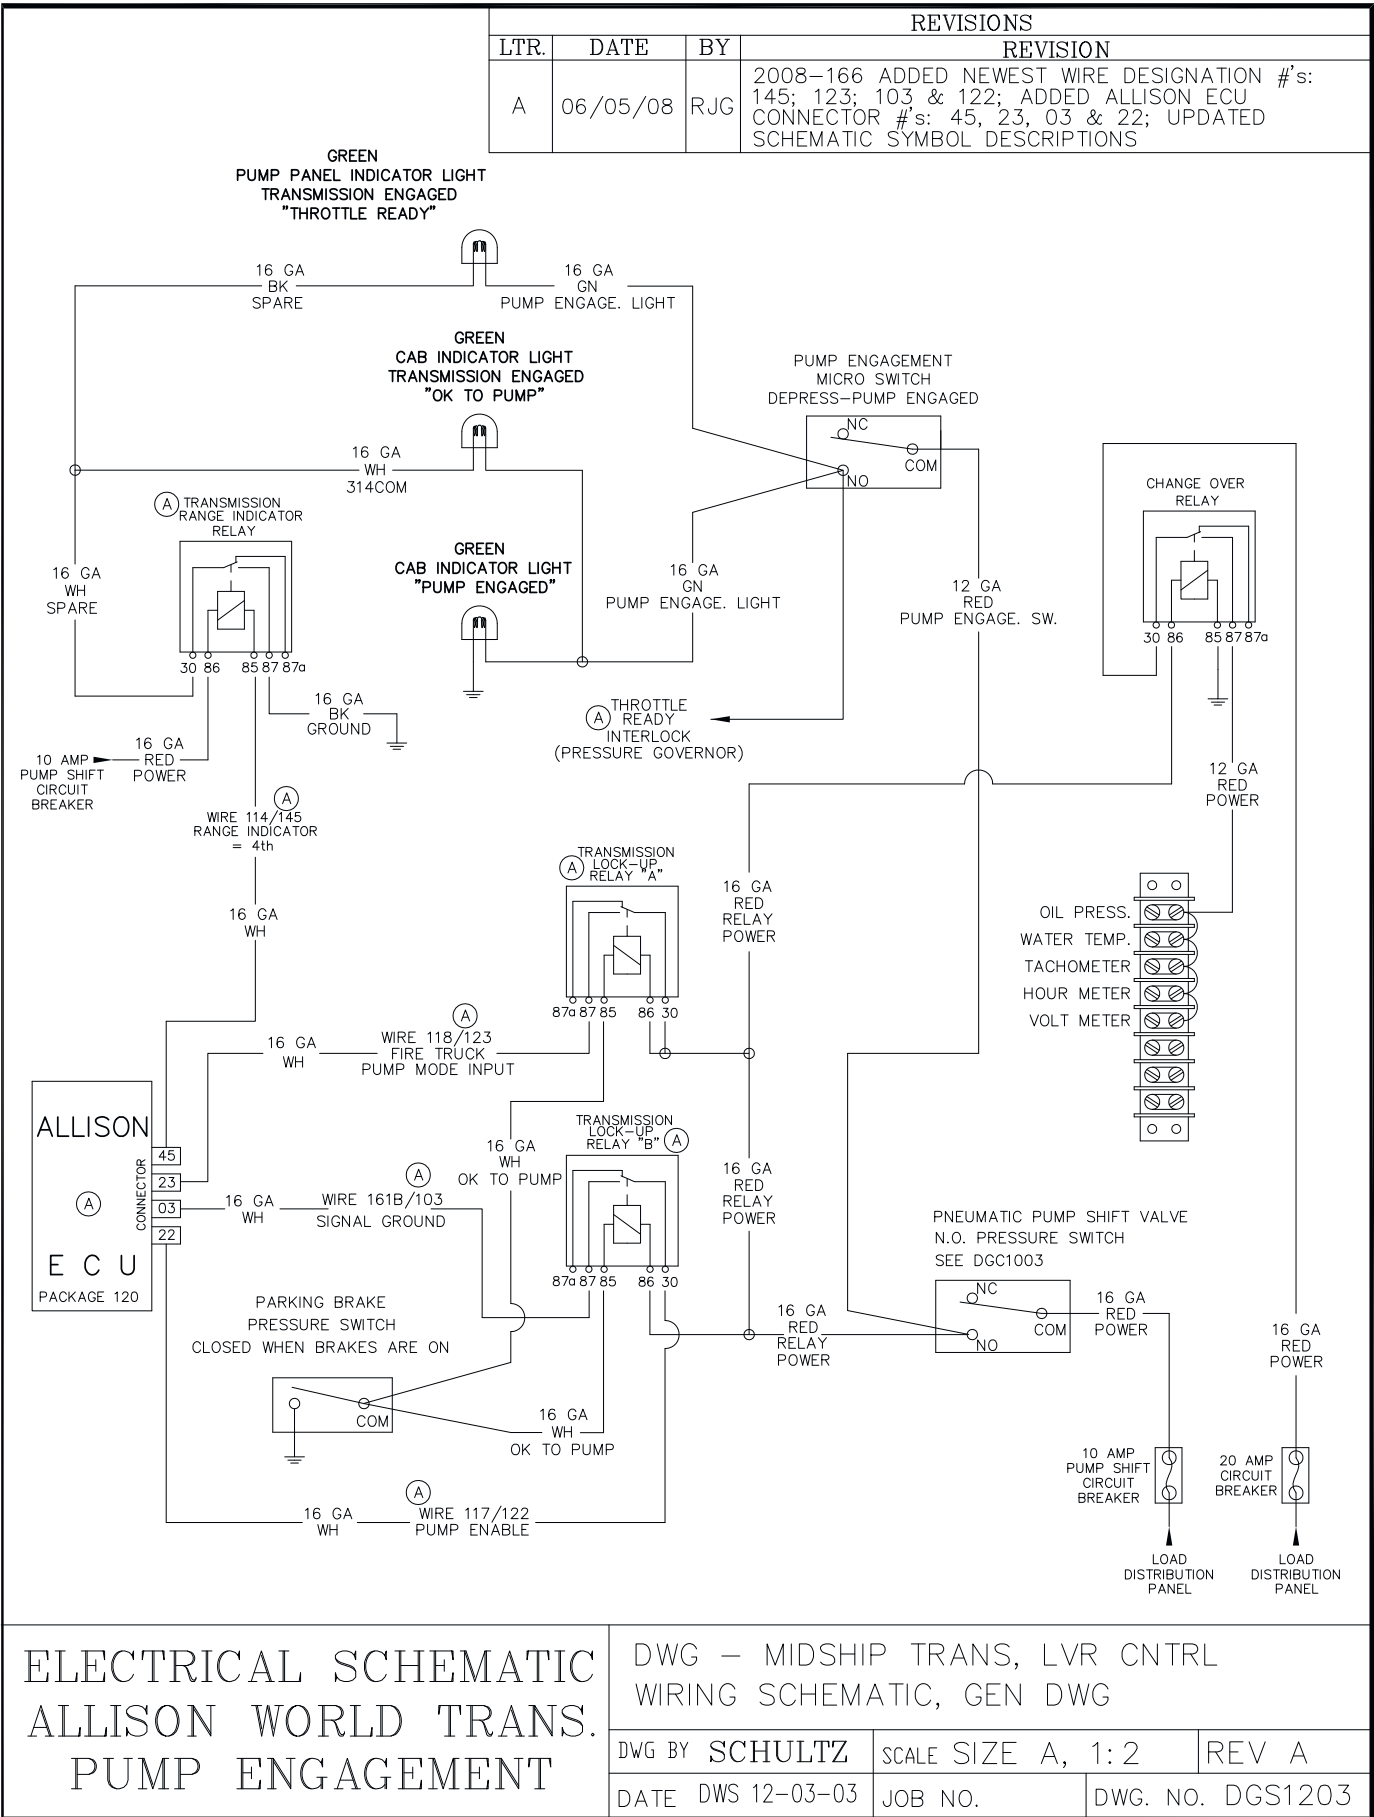 REVISIONS
LTR. DATE BY REVISION
A 06/05/08 RJG
2008-166 ADDED NEWEST WIRE DESIGNATION #'s:
145; 123; 103 & 122; ADDED ALLISON ECU
CONNECTOR #'s: 45, 23, 03 & 22; UPDATED
SCHEMATIC SYMBOL DESCRIPTIONS
GREEN
PUMP PANEL INDICATOR LIGHT
TRANSMISSION ENGAGED
"THROTTLE READY"
16 GA
BK
SPARE
16 GA
GN
PUMP ENGAGE. LIGHT
GREEN
CAB INDICATOR LIGHT
TRANSMISSION ENGAGED
"OK TO PUMP"
16 GA
WH
314COM
PUMP ENGAGEMENT
MICRO SWITCH
DEPRESS-PUMP ENGAGED
NC
COM
NO
A TRANSMISSION
RANGE INDICATOR
RELAY
30 86 85 87 87a
16 GA
WH
SPARE
GREEN
CAB INDICATOR LIGHT
"PUMP ENGAGED"
16 GA
GN
PUMP ENGAGE. LIGHT
12 GA
RED
PUMP ENGAGE. SW.
CHANGE OVER
RELAY
30 86 85 87 87a
16 GA
BK
GROUND
16 GA
RED
POWER
10 AMP
PUMP SHIFT
CIRCUIT
BREAKER
A THROTTLE
READY
INTERLOCK
(PRESSURE GOVERNOR)
12 GA
RED
POWER
A
WIRE 114/145
RANGE INDICATOR
= 4th
16 GA
WH
A TRANSMISSION
LOCK-UP
RELAY "A"
87a 87 85 86 30
16 GA
RED
RELAY
POWER
OIL PRESS.
WATER TEMP.
TACHOMETER
HOUR METER
VOLT METER
16 GA
WH
A
WIRE 118/123
FIRE TRUCK
PUMP MODE INPUT
ALLISON
A
E C U
PACKAGE 120
CONNECTOR
45
23
03
22
16 GA
WH
OK TO PUMP
TRANSMISSION
LOCK-UP
RELAY "B" A
87a 87 85 86 30
16 GA
WH
A
WIRE 161B/103
SIGNAL GROUND
16 GA
RED
RELAY
POWER
PNEUMATIC PUMP SHIFT VALVE
N.O. PRESSURE SWITCH
SEE DGC1003
NC
COM
NO
16 GA
RED
POWER
PARKING BRAKE
PRESSURE SWITCH
CLOSED WHEN BRAKES ARE ON
COM
16 GA
RED
RELAY
POWER
16 GA
RED
POWER
16 GA
WH
OK TO PUMP
16 GA
WH
A
WIRE 117/122
PUMP ENABLE
10 AMP
PUMP SHIFT
CIRCUIT
BREAKER
20 AMP
CIRCUIT
BREAKER
LOAD
DISTRIBUTION
PANEL
LOAD
DISTRIBUTION
PANEL
ELECTRICAL SCHEMATIC
ALLISON WORLD TRANS.
PUMP ENGAGEMENT
DWG - MIDSHIP TRANS, LVR CNTRL
WIRING SCHEMATIC, GEN DWG
DWG BY SCHULTZ SCALE SIZE A, 1:2 REV A
DATE DWS 12-03-03 JOB NO. DWG. NO. DGS1203